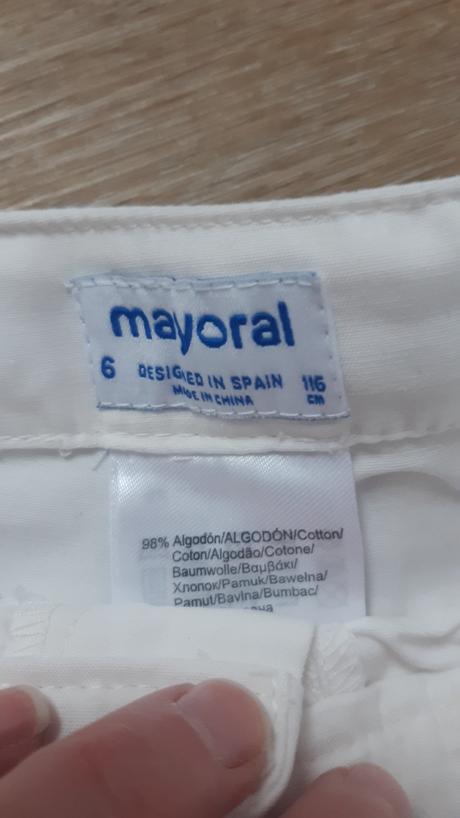 mayoral
6 DESIGNED IN SPAIN 116
MADE IN CHINA CM
98% Algodón/ALGODÓN/Cotton/
Coton/Algodão/Cotone/
Baumwolle/Βαμβάκι/
Хлопок/Pamuk/Bawełna/
Pamut/Bavlna/Bumbac/